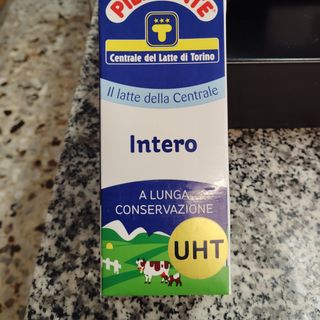 T
Centrale del Latte di Torino
Il latte della Centrale
Intero
A LUNGA
CONSERVAZIONE
UHT